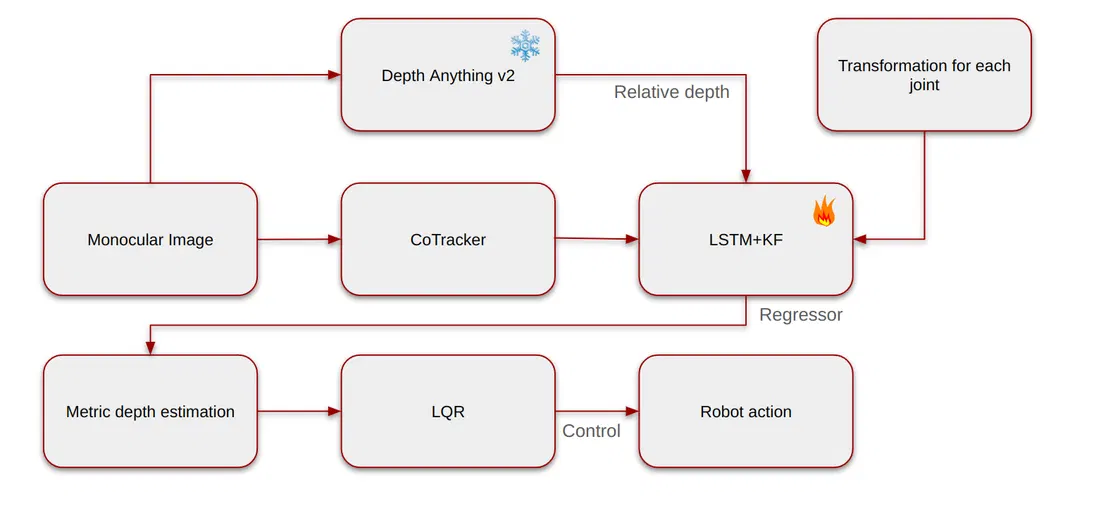 Depth Anything v2
Relative depth
Transformation for each
joint
Monocular Image
CoTracker
LSTM+KF
Regressor
Metric depth estimation
LQR
Control
Robot action